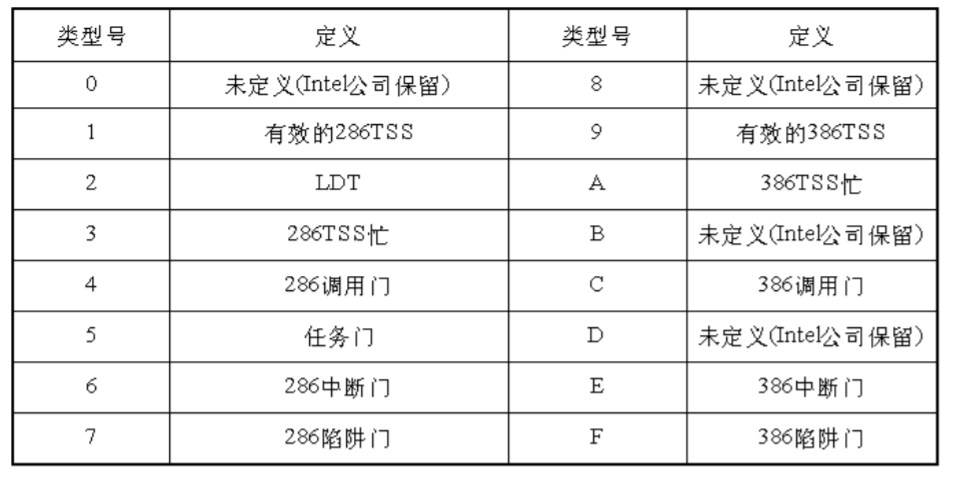 类型号 定义 类型号 定义
0 未定义(Intel公司保留) 8 未定义(Intel公司保留)
1 有效的286TSS 9 有效的386TSS
2 LDT A 386TSS忙
3 286TSS忙 B 未定义(Intel公司保留)
4 286调用门 C 386调用门
5 任务门 D 未定义(Intel公司保留)
6 286中断门 E 386中断门
7 286陷阱门 F 386陷阱门